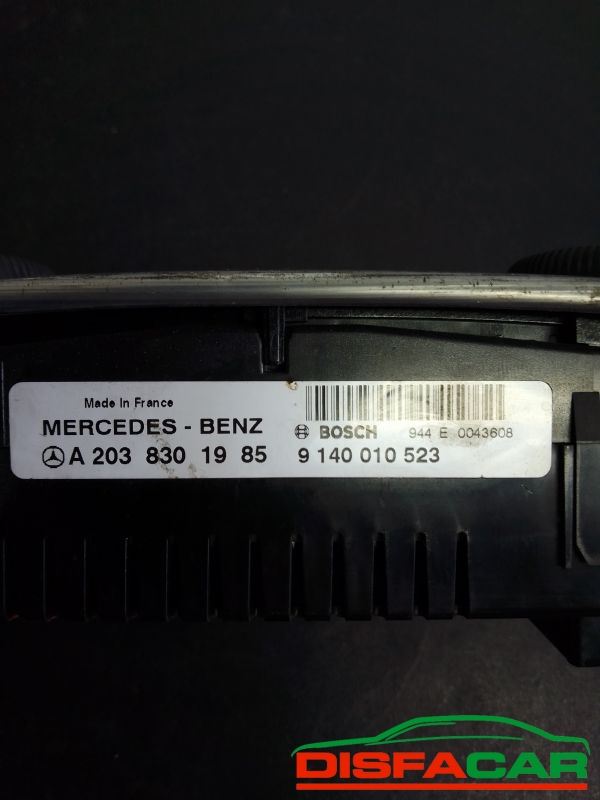 Made In France
MERCEDES - BENZ
A 203 830 19 85
BOSCH 944 E 0043608
9 140 010 523
DISFACAR